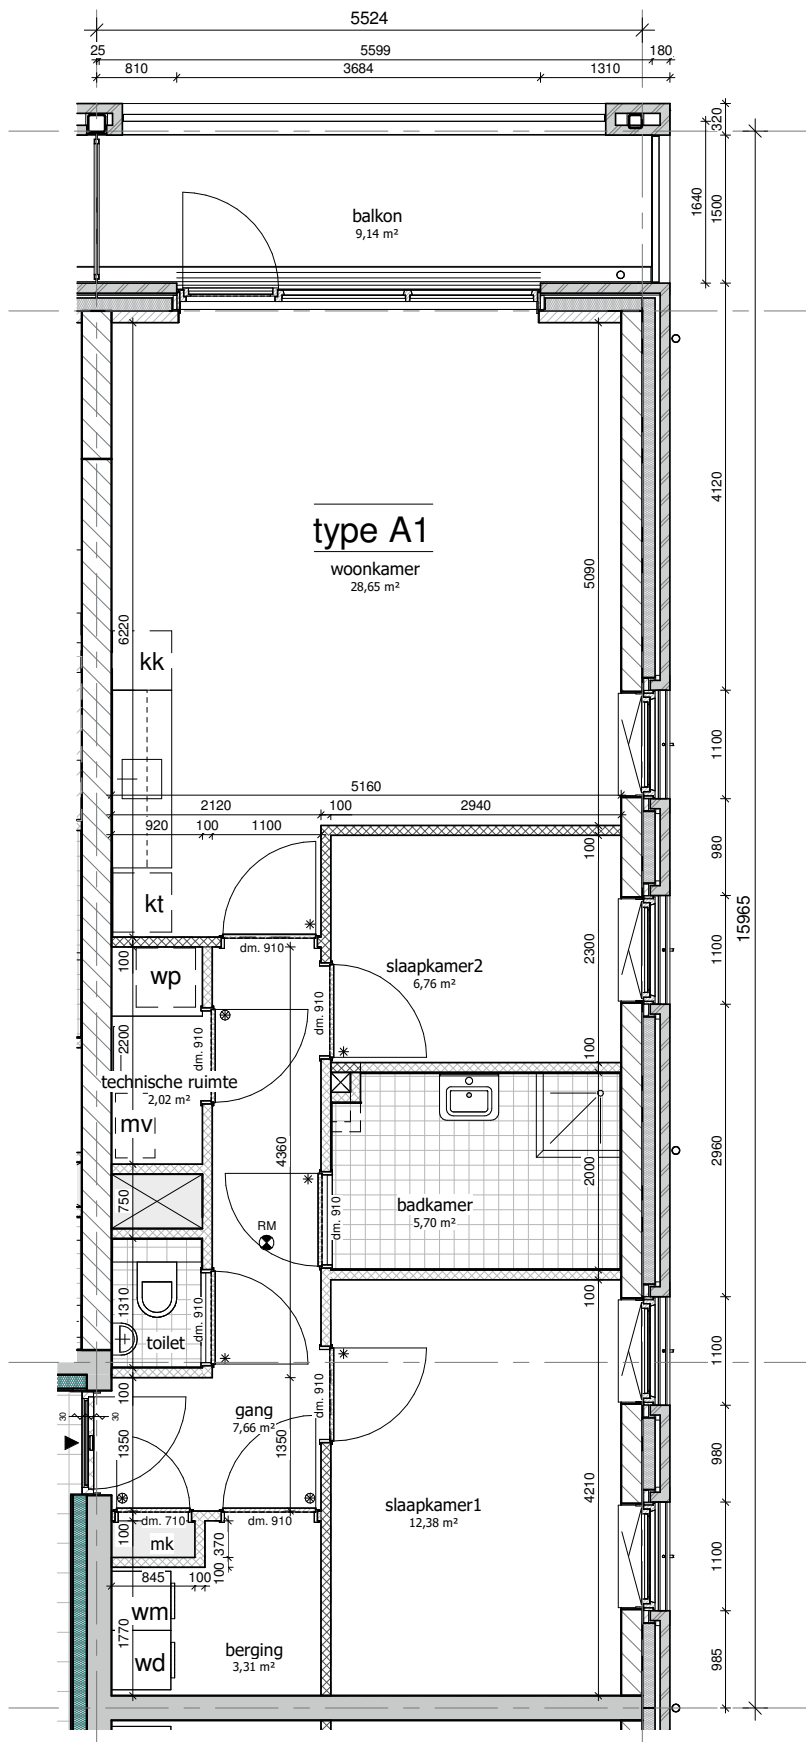 5524
25
5599
180
810
3684
1310
320
1640
1500
balkon
9,14 m²
4120
type A1
woonkamer
28,65 m²
5090
6220
kk
1100
5160
2120
100
2940
920
100
1100
980
100
kt
dm. 910
15965
100
wp
slaapkamer2
6,76 m²
2300
1100
dm. 910
dm. 910
2200
100
technische ruimte
2,02 m²
mv
4360
2000
2960
750
badkamer
5,70 m²
RM
dm. 910
1310
dm. 910
toilet
100
1100
100
gang
7,66 m²
dm. 910
30
30
1350
1350
980
4210
slaapkamer1
12,38 m²
dm. 710
dm. 910
100
mk
370
100
1100
845
100
wm
1770
wd
berging
3,31 m²
985